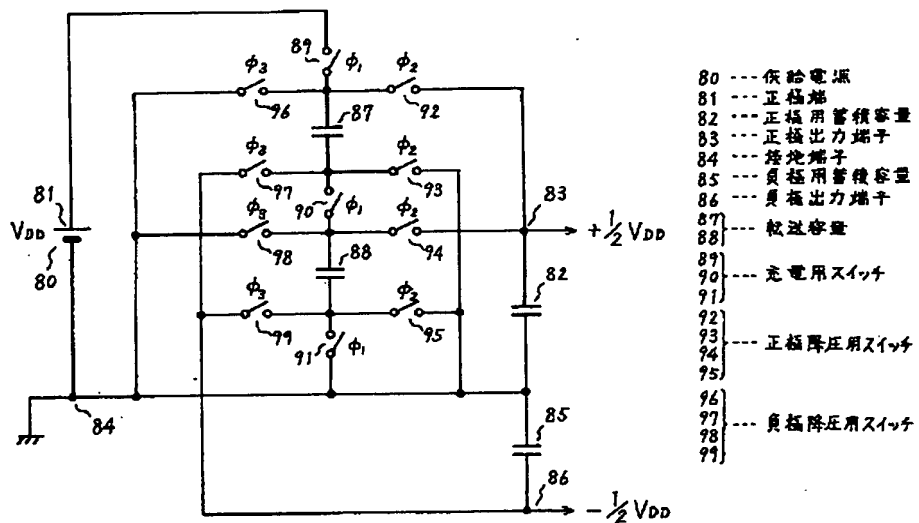 89
φ3
φ1
φ2
96
92
87
φ3
φ2
97
93
81
90
φ1
83
VDD
φ3
φ2
+1/2 VDD
80
98
88
94
82
φ3
φ2
99
95
91
φ1
84
85
86
-1/2 VDD
80 --- 供給電源
81 --- 正極端
82 --- 正極用蓄積容量
83 --- 正極出力端子
84 --- 接地端子
85 --- 負極用蓄積容量
86 --- 負極出力端子
87
88 --- 転送容量
89
90 --- 充電用スイッチ
91
92
93
94 --- 正極降圧用スイッチ
95
96
97
98 --- 負極降圧用スイッチ
99